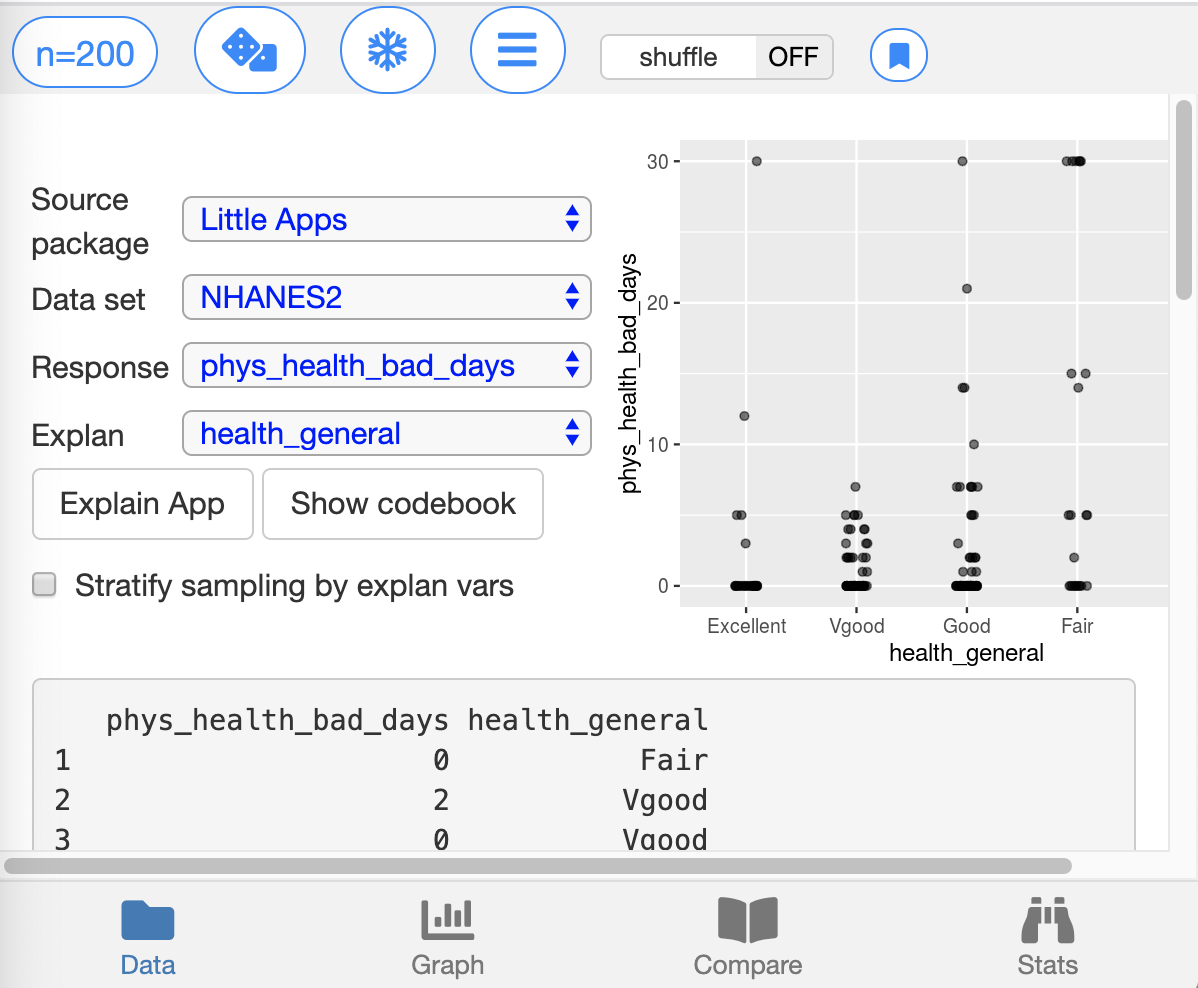 n=200
shuffle OFF
Source package
Little Apps
Data set
NHANES2
Response
phys_health_bad_days
Explan
health_general
Explain App
Show codebook
Stratify sampling by explan vars
phys_health_bad_days
30
20
10
0
Excellent Vgood Good Fair
health_general
phys_health_bad_days health_general
1 0 Fair
2 2 Vgood
3 0 Vgood
Data Graph Compare Stats